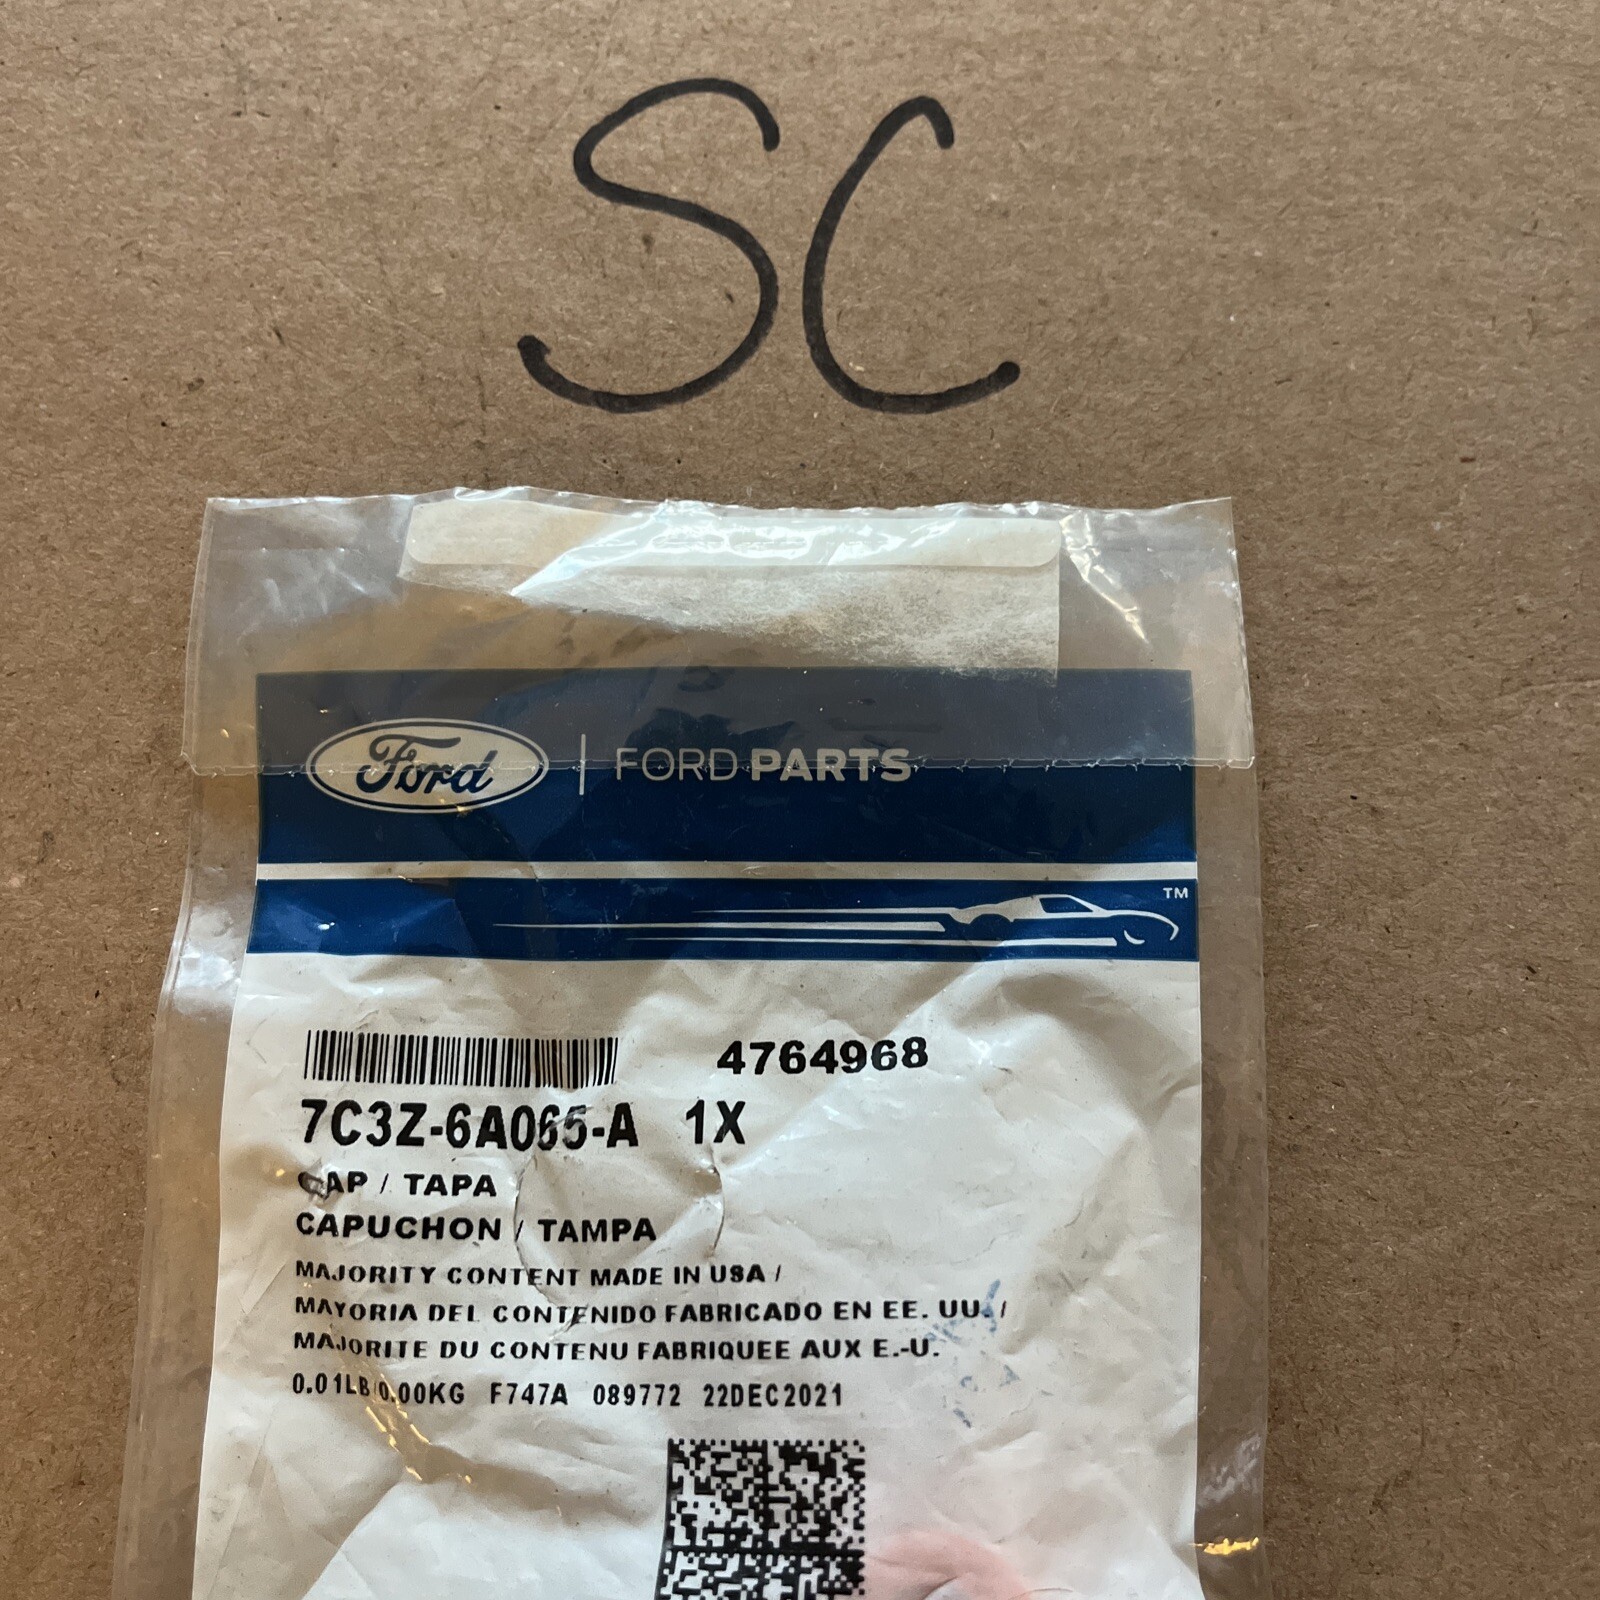 SC
Ford | FORD PARTS
TM
4764968
7C3Z-6A065-A 1X
CAP / TAPA
CAPUCHON / TAMPA
MAJORITY CONTENT MADE IN USA /
MAYORIA DEL CONTENIDO FABRICADO EN EE. UU. /
MAJORITE DU CONTENU FABRIQUEE AUX E.-U.
0.01LB/0.00KG F747A 089772 22DEC2021